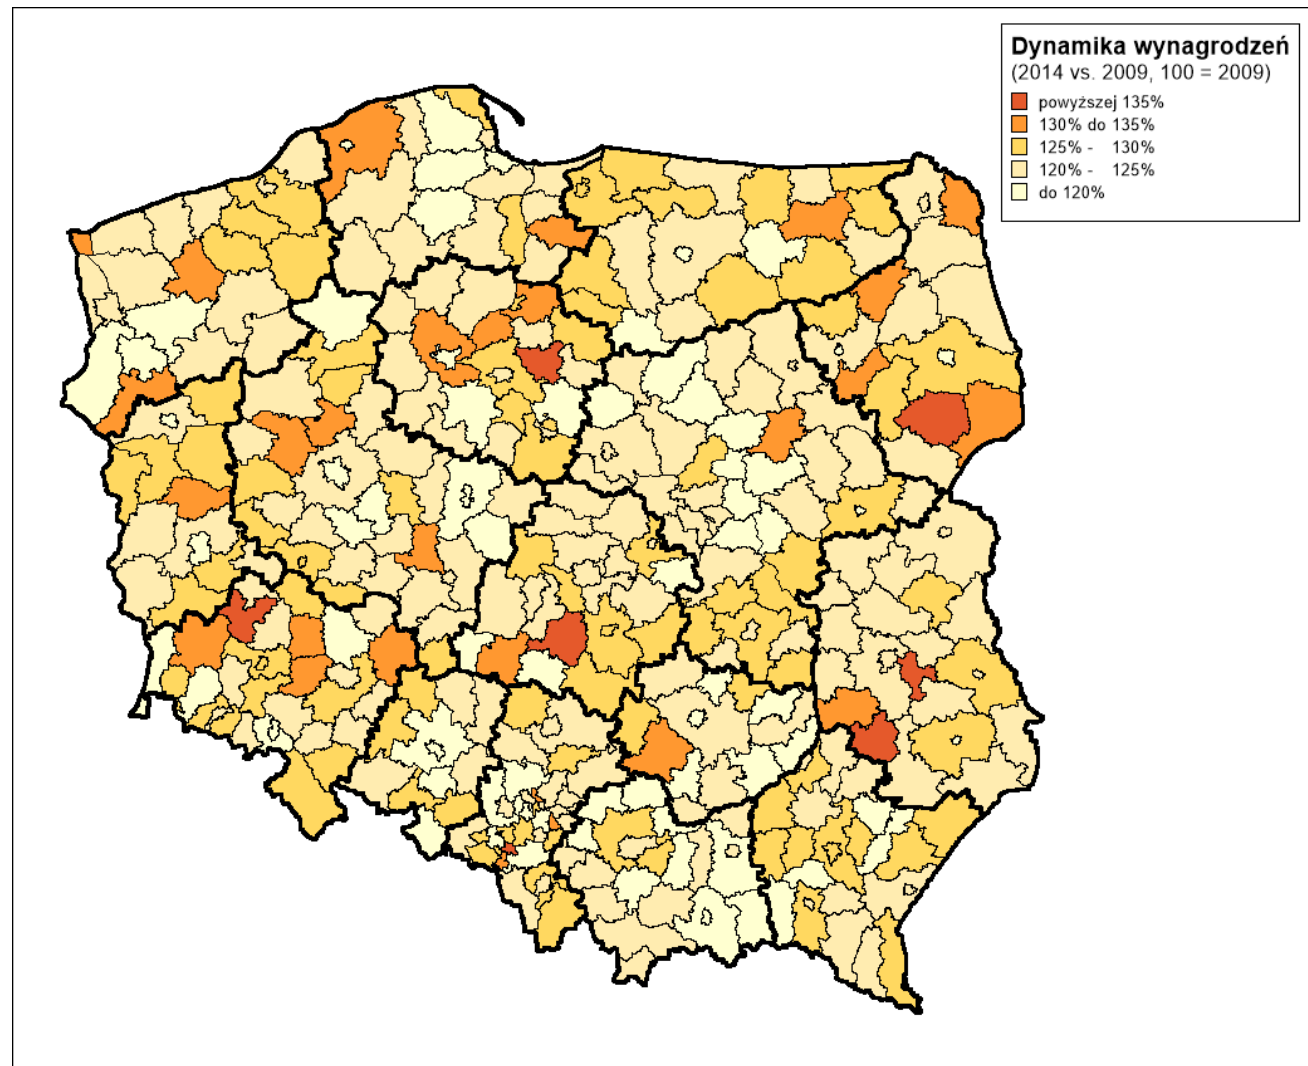 Dynamika wynagrodzeń
(2014 vs. 2009, 100 = 2009)
powyższej 135%
130% do 135%
125% - 130%
120% - 125%
do 120%